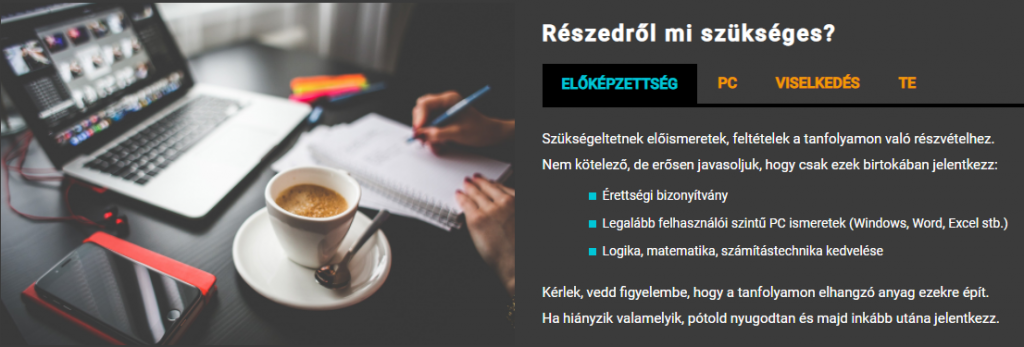 Részedről mi szükséges?
ELŐKÉPZETTSÉG PC VISELKEDÉS TE
Szükségeltetnek előismeretek, feltételek a tanfolyamon való részvételhez.
Nem kötelező, de erősen javasoljuk, hogy csak ezek birtokában jelentkezz:
Érettségi bizonyítvány
Legalább felhasználói szintű PC ismeretek (Windows, Word, Excel stb.)
Logika, matematika, számítástechnika kedvelése
Kérlek, vedd figyelembe, hogy a tanfolyamon elhangzó anyag ezekre épít.
Ha hiányzik valamelyik, pótold nyugodtan és majd inkább utána jelentkezz.